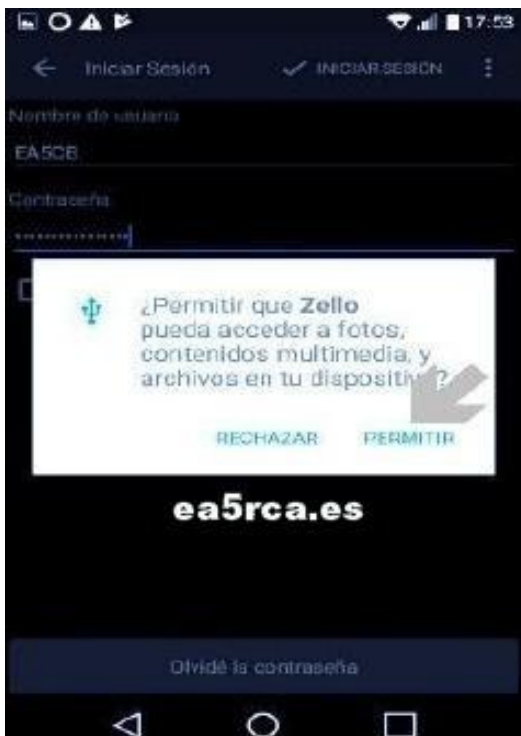 17:53
Iniciar Sesión
INICIAR SESIÓN
Nombre de usuario
EA5CB
Contraseña
¿Permitir que Zello
pueda acceder a fotos,
contenidos multimedia, y
archivos en tu dispositivo?
RECHAZAR PERMITIR
ea5rca.es
Olvidé la contraseña